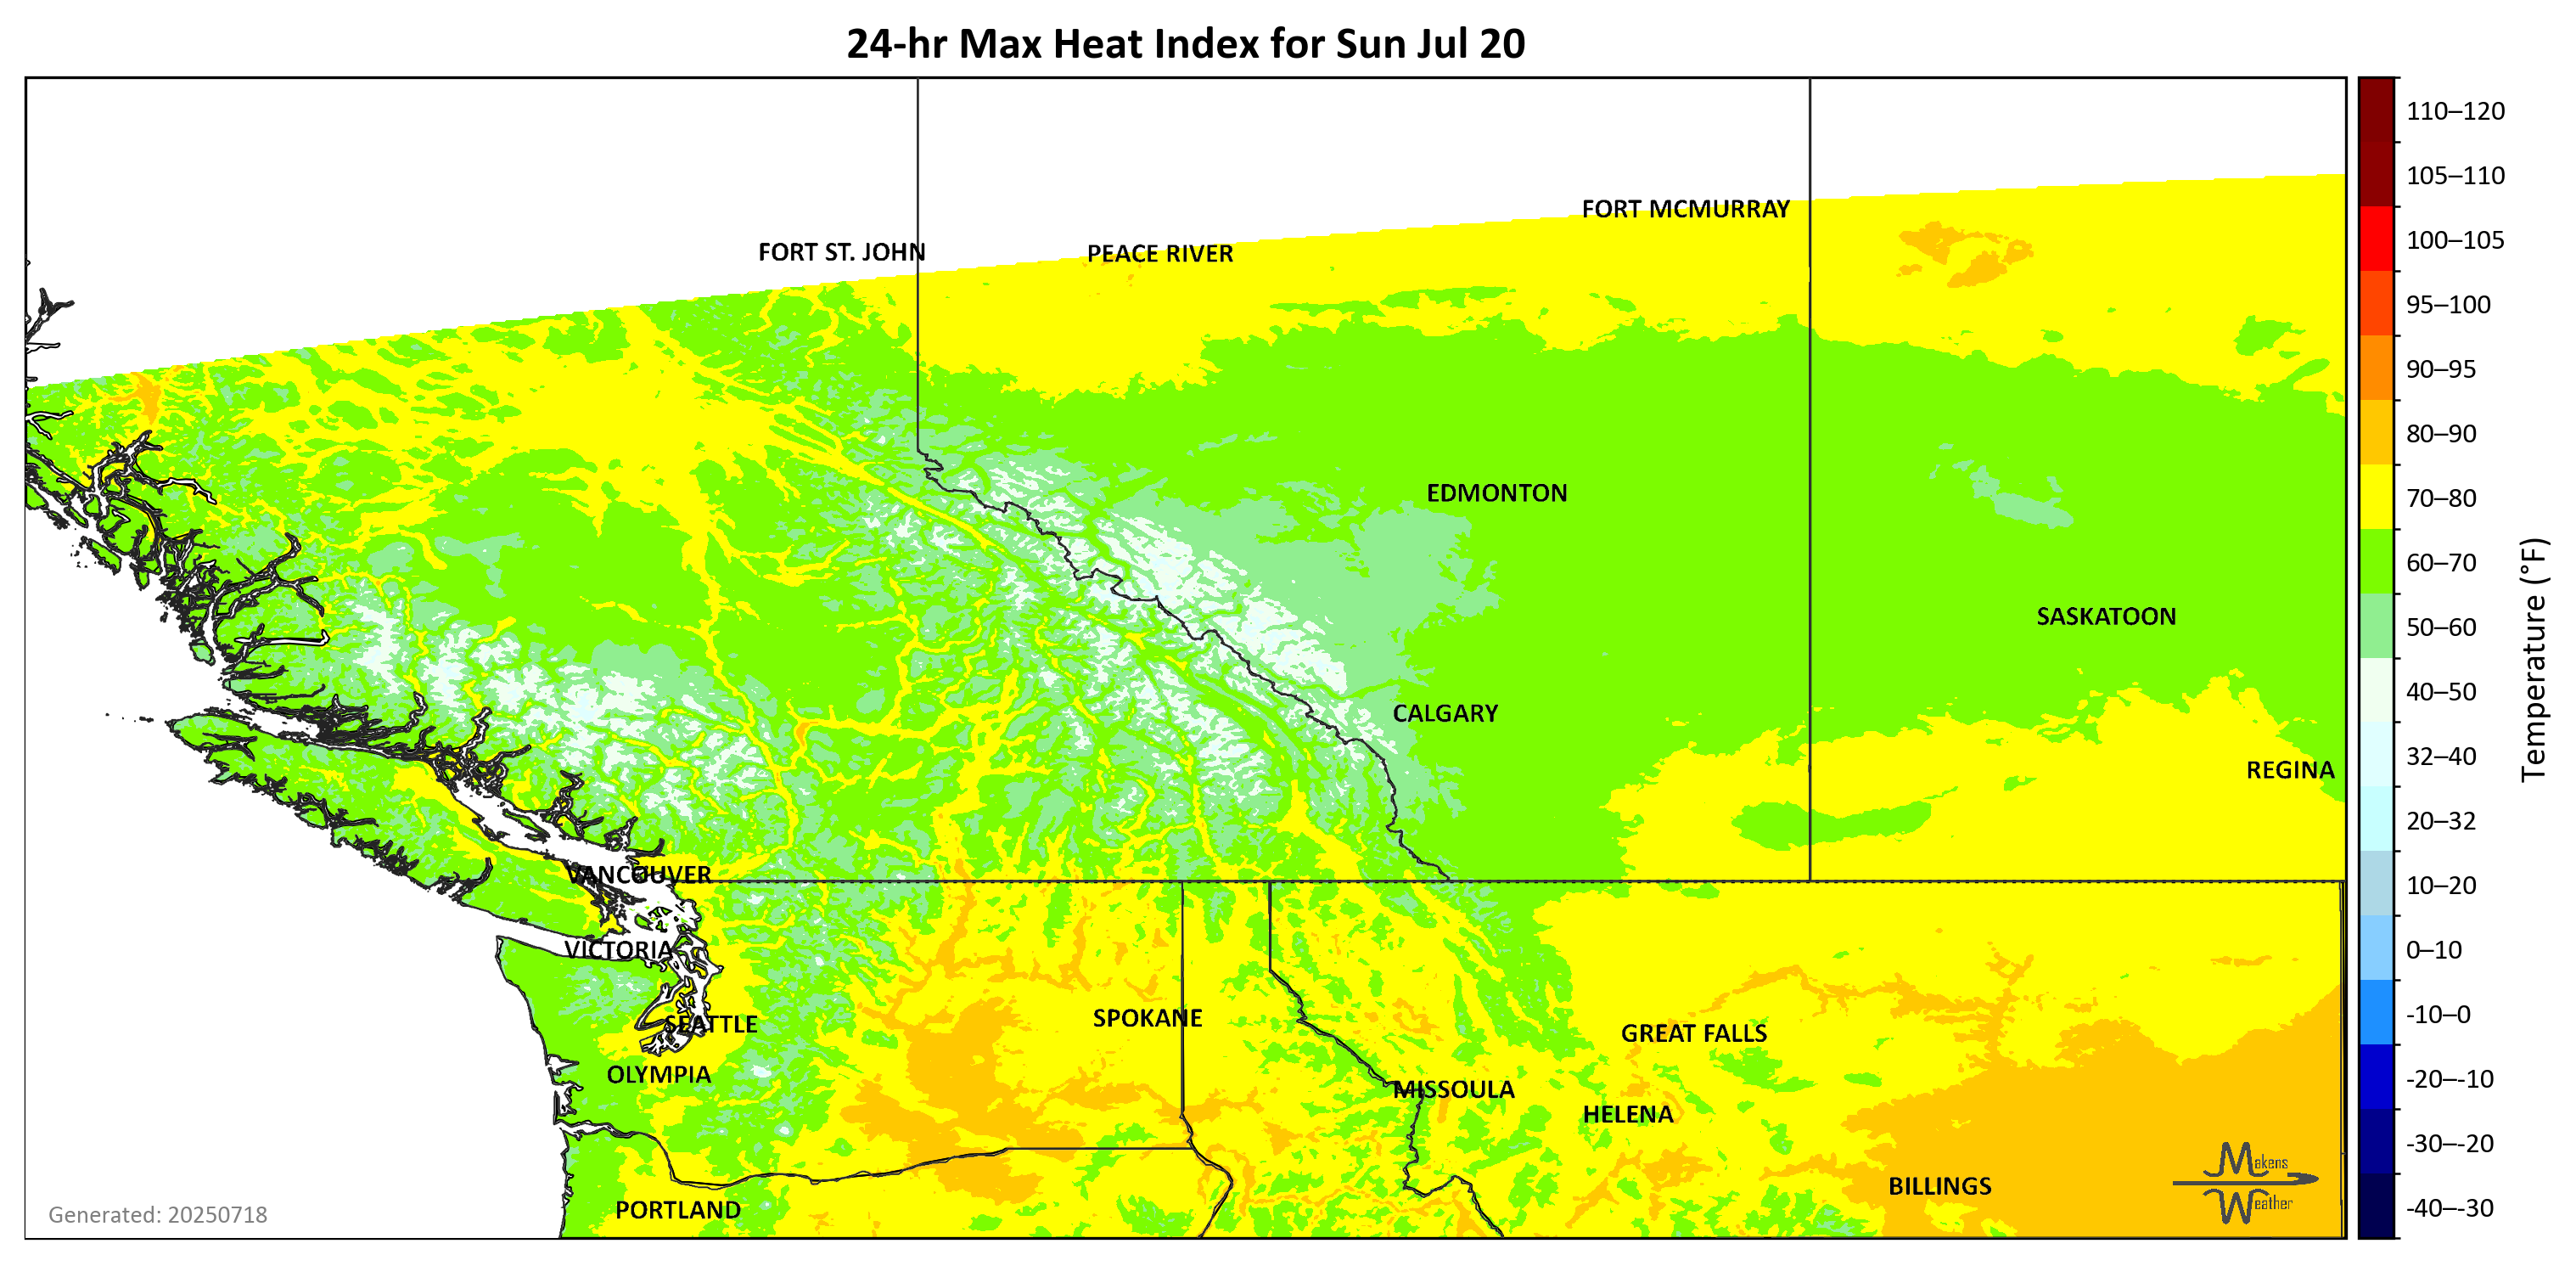 24-hr Max Heat Index for Sun Jul 20
110–120
105–110
FORT MCMURRAY
100–105
FORT ST. JOHN
PEACE RIVER
95–100
90–95
80–90
EDMONTON
70–80
60–70
SASKATOON
50–60
Temperature (°F)
40–50
CALGARY
32–40
REGINA
20–32
VANCOUVER
10–20
VICTORIA
0–10
SPOKANE
-10–0
SEATTLE
GREAT FALLS
OLYMPIA
-20–-10
MISSOULA
HELENA
-30–-20
Makens
Weather
BILLINGS
PORTLAND
-40–-30
Generated: 20250718